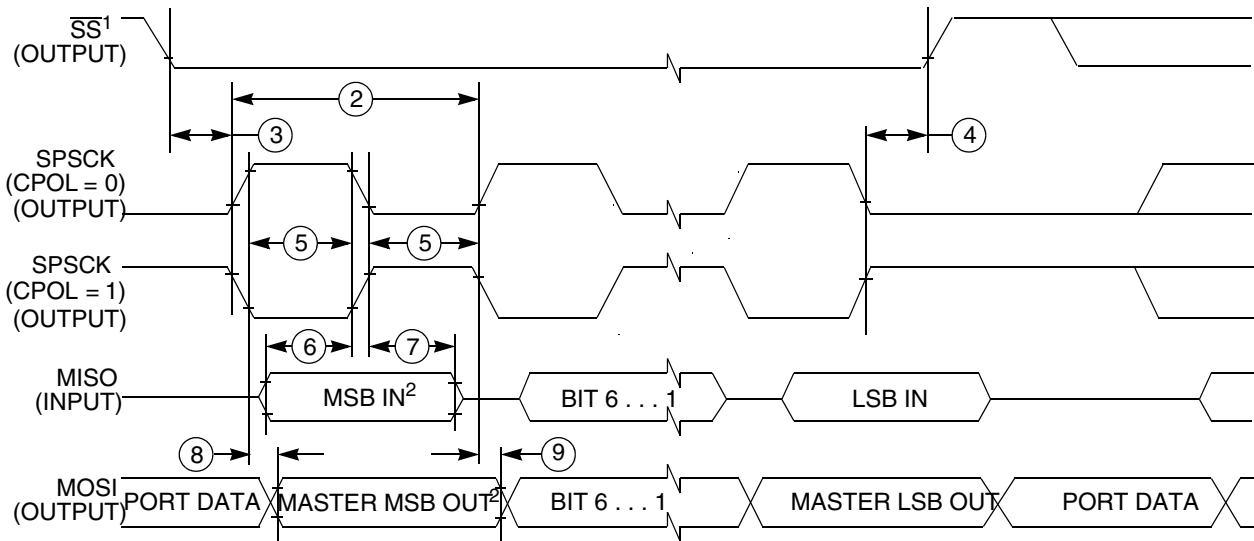 SS¹
(OUTPUT)
②
③
④
SPSCK
(CPOL = 0)
(OUTPUT)
⑤
⑤
SPSCK
(CPOL = 1)
(OUTPUT)
⑥
⑦
MISO
(INPUT)
MSB IN²
BIT 6 . . . 1
LSB IN
⑧
⑨
MOSI
(OUTPUT)
PORT DATA
MASTER MSB OUT²
BIT 6 . . . 1
MASTER LSB OUT
PORT DATA